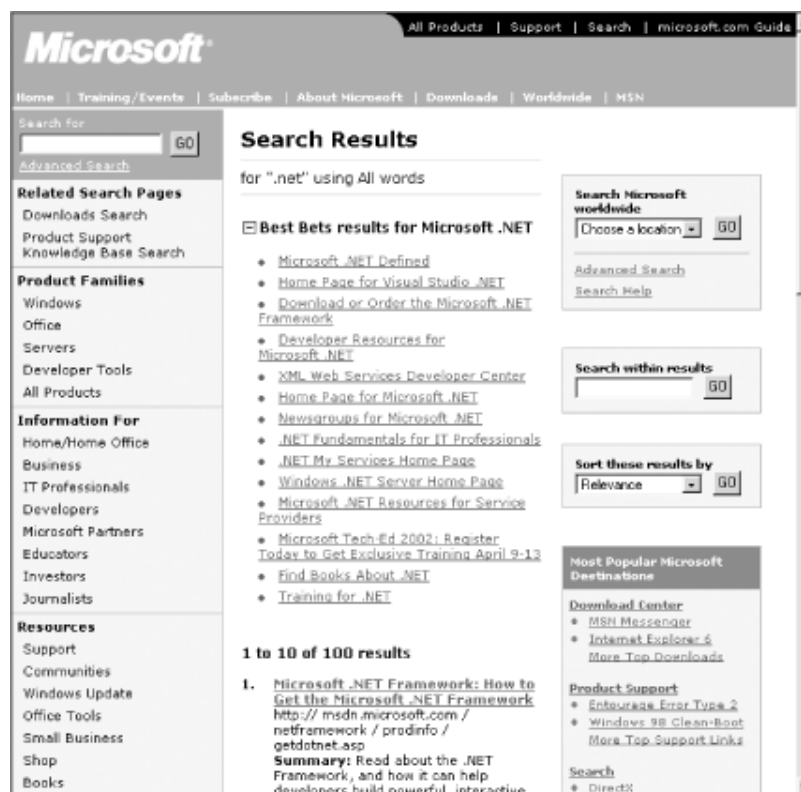 All Products | Support | Search | microsoft.com Guide
Microsoft
Home | Training/Events | Subscribe | About Microsoft | Downloads | Worldwide | MSN
Search for
GO
Advanced Search
Related Search Pages
Downloads Search
Product Support
Knowledge Base Search
Product Families
Windows
Office
Servers
Developer Tools
All Products
Information For
Home/Home Office
Business
IT Professionals
Developers
Microsoft Partners
Educators
Investors
Journalists
Resources
Support
Communities
Windows Update
Office Tools
Small Business
Shop
Books
Search Results
for ".net" using All words
Best Bets results for Microsoft .NET
Microsoft .NET Defined
Home Page for Visual Studio .NET
Download or Order the Microsoft .NET
Framework
Developer Resources for
Microsoft .NET
XML Web Services Developer Center
Home Page for Microsoft .NET
Newsgroups for Microsoft .NET
.NET Fundamentals for IT Professionals
.NET My Services Home Page
Windows .NET Server Home Page
Microsoft .NET Resources for Service
Providers
Microsoft Tech-Ed 2002: Register
Today to Get Exclusive Training April 9-13
Find Books About .NET
Training for .NET
1 to 10 of 100 results
1. Microsoft .NET Framework: How to
Get the Microsoft .NET Framework
http:// msdn.microsoft.com /
netframework / prodinfo /
getdotnet.asp
Summary: Read about the .NET
Framework, and how it can help
developers build powerful, interactive
Search Microsoft
worldwide
Choose a location GO
Advanced Search
Search Help
Search within results
GO
Sort these results by
Relevance GO
Most Popular Microsoft
Destinations
Download Center
MSN Messenger
Internet Explorer 6
More Top Downloads
Product Support
Entourage Error Type 2
Windows 98 Clean-Boot
More Top Support Links
Search
DirectX